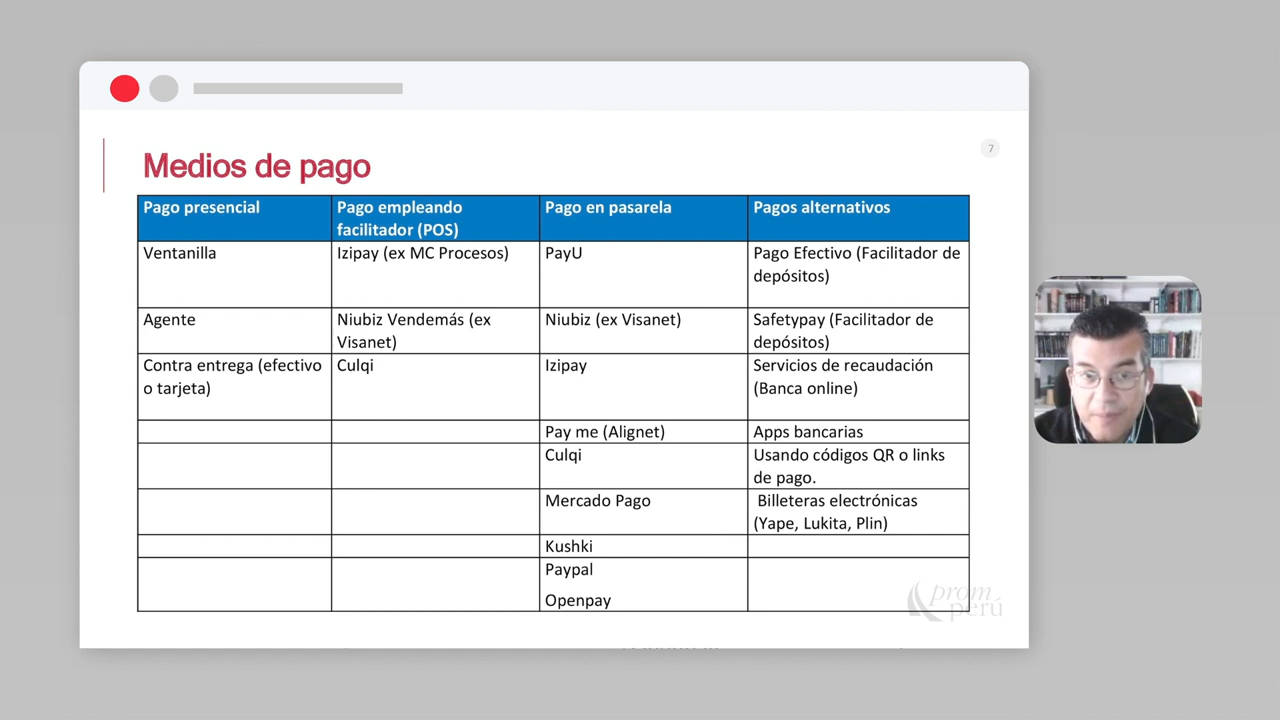 7
Medios de pago
Pago presencial
Pago empleando
facilitador (POS)
Pago en pasarela
Pagos alternativos
Ventanilla
Izipay (ex MC Procesos)
PayU
Pago Efectivo (Facilitador de
depósitos)
Agente
Niubiz Vendemás (ex
Visanet)
Niubiz (ex Visanet)
Safetypay (Facilitador de
depósitos)
Contra entrega (efectivo
o tarjeta)
Culqi
Izipay
Servicios de recaudación
(Banca online)
Pay me (Alignet)
Apps bancarias
Culqi
Usando códigos QR o links
de pago.
Mercado Pago
Billeteras electrónicas
(Yape, Lukita, Plin)
Kushki
Paypal
Openpay
prom
perú